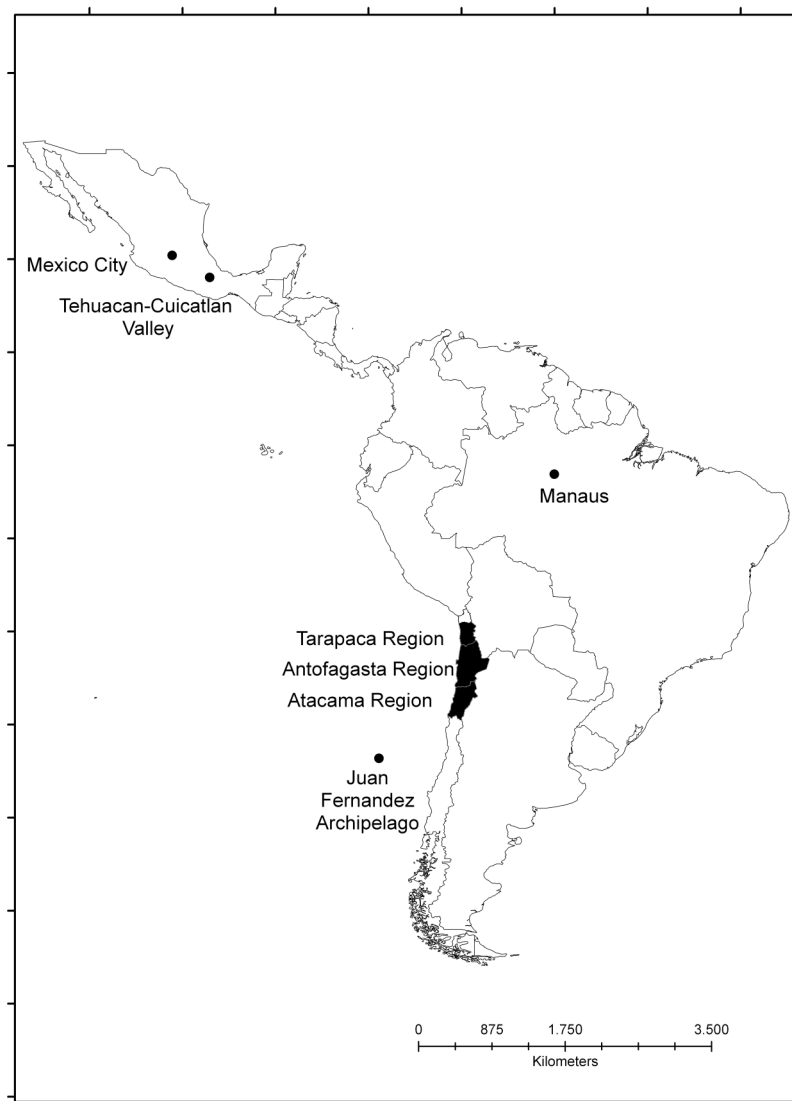 Mexico City
Tehuacan-Cuicatlan
Valley
Manaus
Tarapaca Region
Antofagasta Region
Atacama Region
Juan
Fernandez
Archipelago
0 875 1.750 3.500
Kilometers